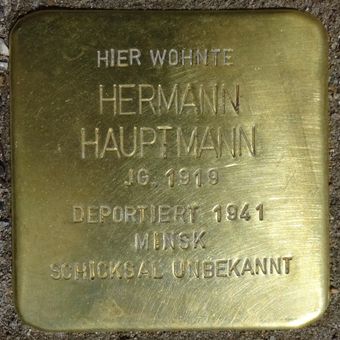 HIER WOHNTE
HERMANN
HAUPTMANN
JG. 1919
DEPORTIERT 1941
MINSK
SCHICKSAL UNBEKANNT